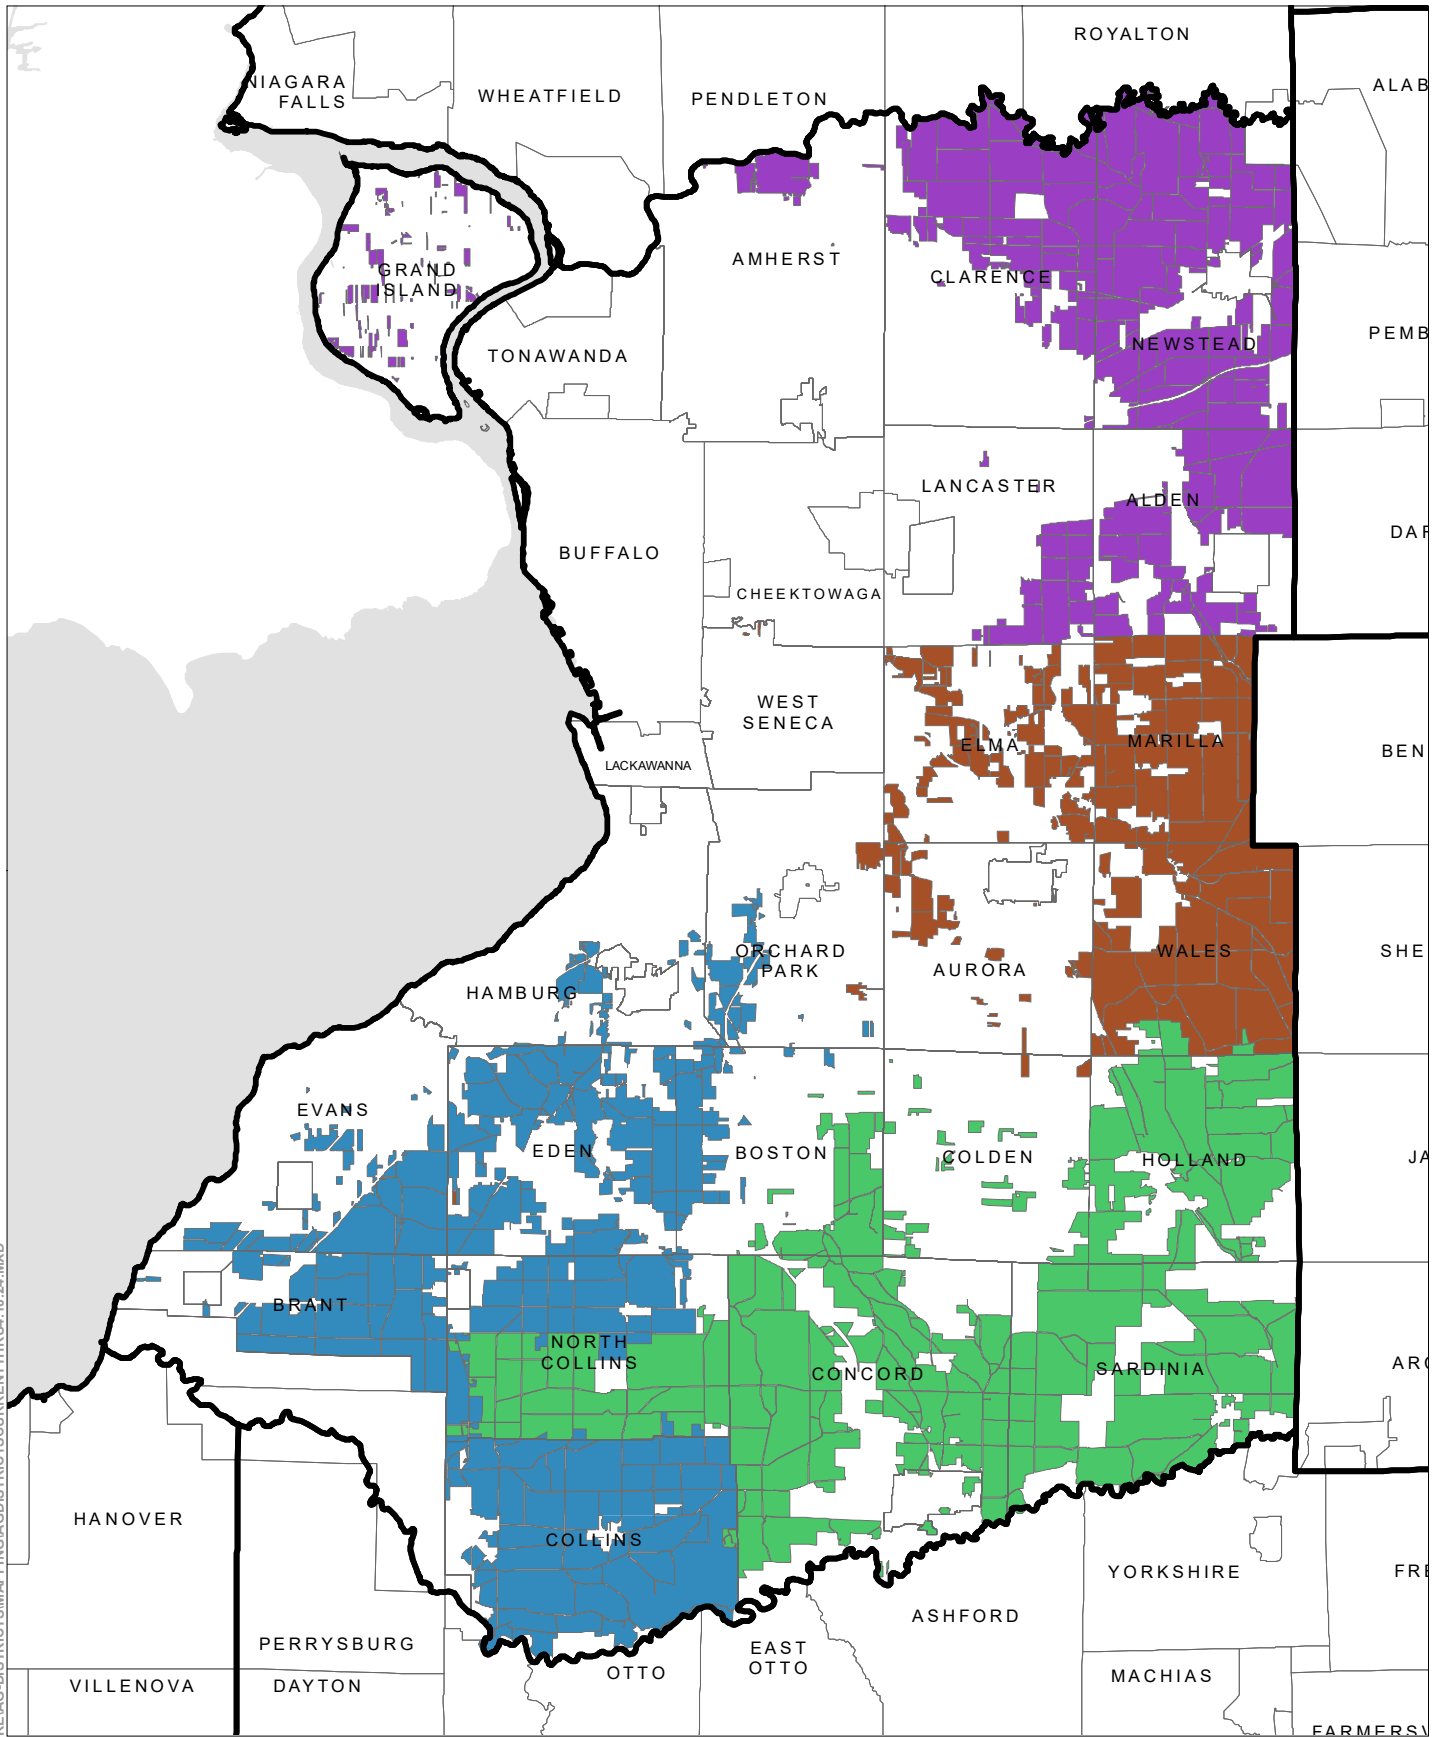 ROYALTON
NIAGARA
FALLS
WHEATFIELD
PENDLETON
ALAB
GRAND
ISLAND
AMHERST
CLARENCE
TONAWANDA
NEWSTEAD
PEMB
LANCASTER
ALDEN
BUFFALO
CHEEKTOWAGA
WEST
SENECA
ELMA
MARILLA
BEN
LACKAWANNA
ORCHARD
PARK
AURORA
WALES
SHE
HAMBURG
EVANS
EDEN
BOSTON
COLDEN
HOLLAND
JA
BRANT
NORTH
COLLINS
CONCORD
SARDINIA
HANOVER
COLLINS
YORKSHIRE
PERRYSBURG
ASHFORD
EAST
OTTO
OTTO
VILLENOVA
DAYTON
MACHIAS